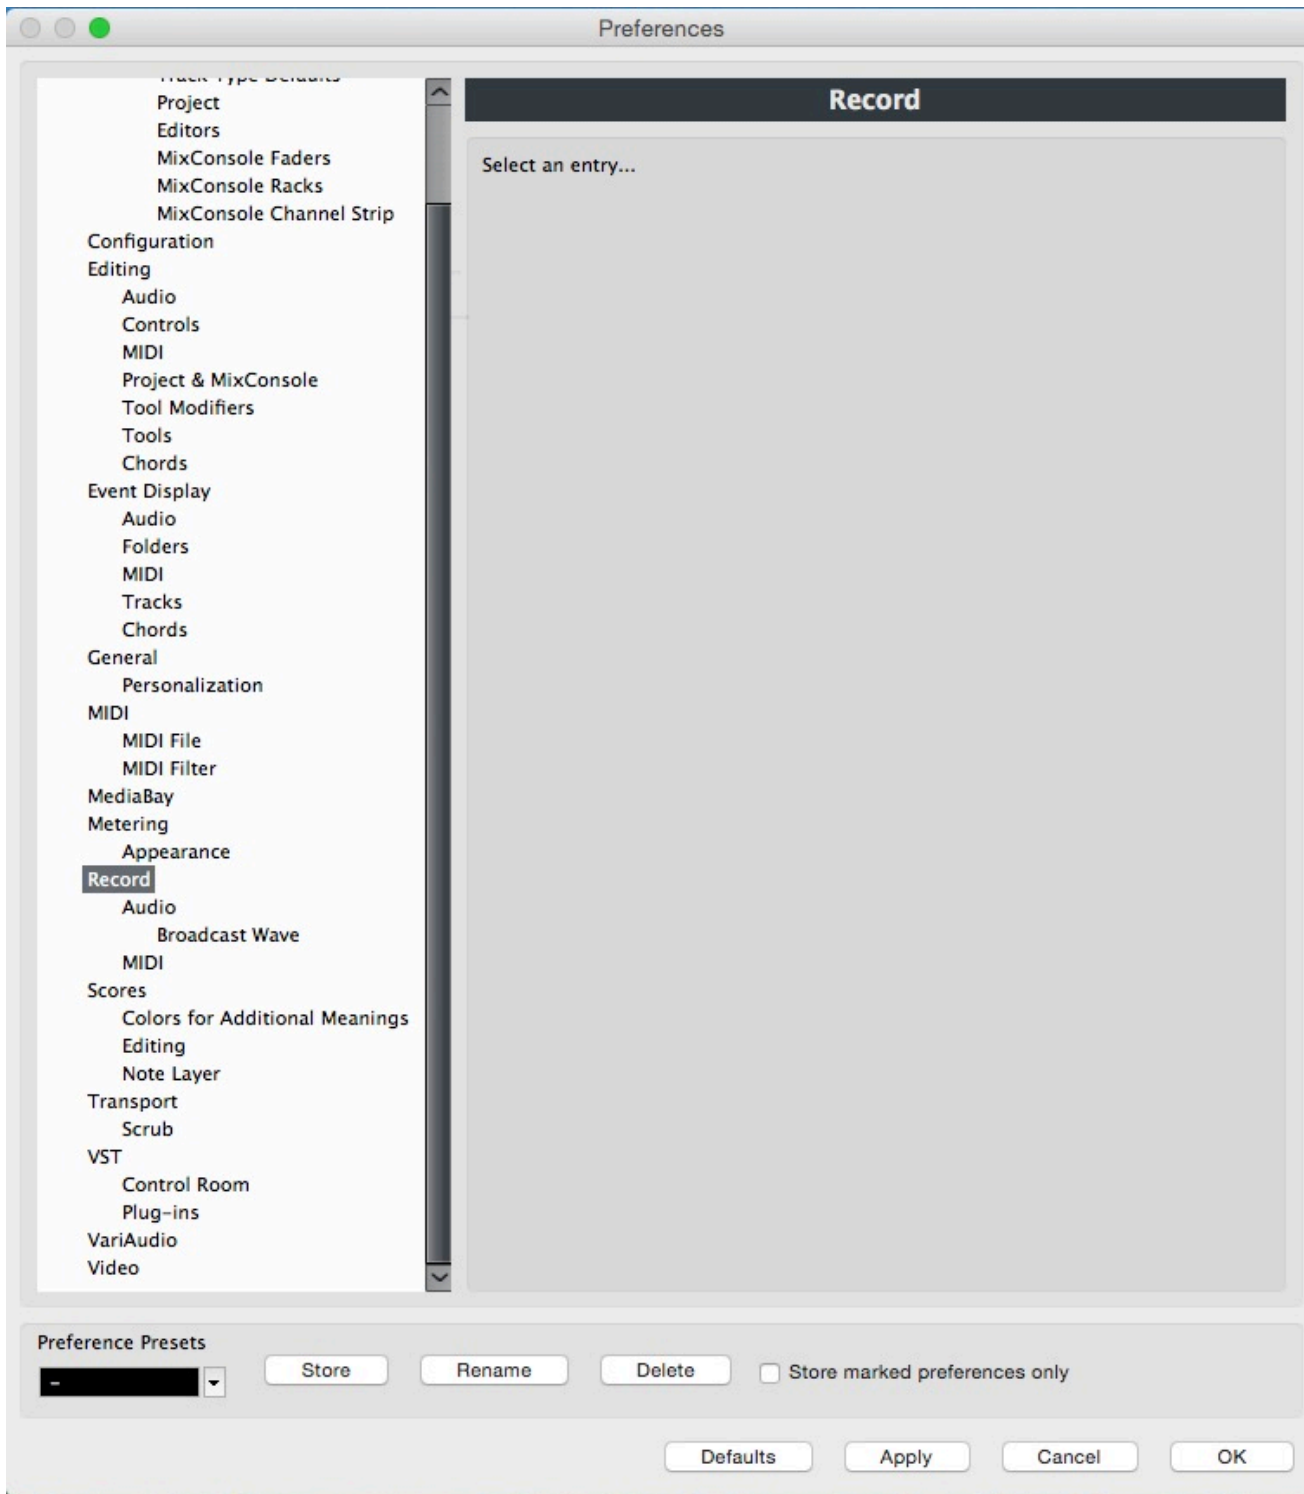 Preferences
Track Type Defaults
Project
Editors
MixConsole Faders
MixConsole Racks
MixConsole Channel Strip
Configuration
Editing
Audio
Controls
MIDI
Project & MixConsole
Tool Modifiers
Tools
Chords
Event Display
Audio
Folders
MIDI
Tracks
Chords
General
Personalization
MIDI
MIDI File
MIDI Filter
MediaBay
Metering
Appearance
Record
Audio
Broadcast Wave
MIDI
Scores
Colors for Additional Meanings
Editing
Note Layer
Transport
Scrub
VST
Control Room
Plug-ins
VariAudio
Video
Record
Select an entry...
Preference Presets
-
Store
Rename
Delete
Store marked preferences only
Defaults
Apply
Cancel
OK